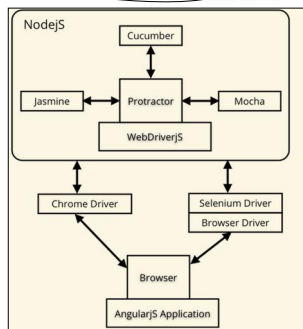 NodejS
Cucumber
Jasmine
Protractor
Mocha
WebDriverjS
Chrome Driver
Selenium Driver
Browser Driver
Browser
AngularjS Application